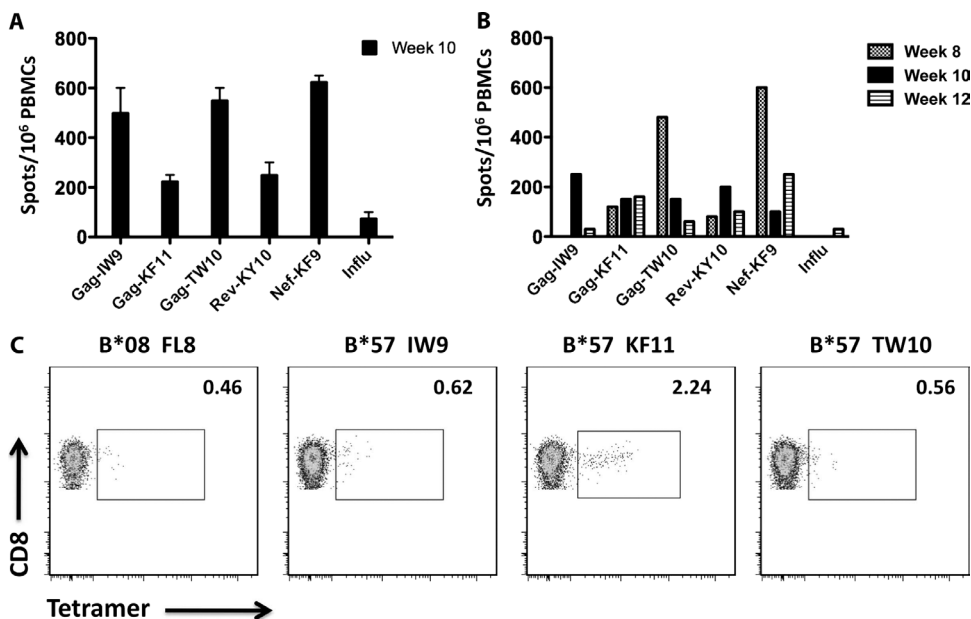 A
800
600
400
200
0
Spots/10⁶ PBMCs
Week 10
Gag-IW9
Gag-KF11
Gag-TW10
Rev-KY10
Nef-KF9
Influ
B
800
600
400
200
0
Spots/10⁶ PBMCs
Week 8
Week 10
Week 12
Gag-IW9
Gag-KF11
Gag-TW10
Rev-KY10
Nef-KF9
Influ
C
B*08 FL8
B*57 IW9
B*57 KF11
B*57 TW10
0.46
0.62
2.24
0.56
CD8
Tetramer